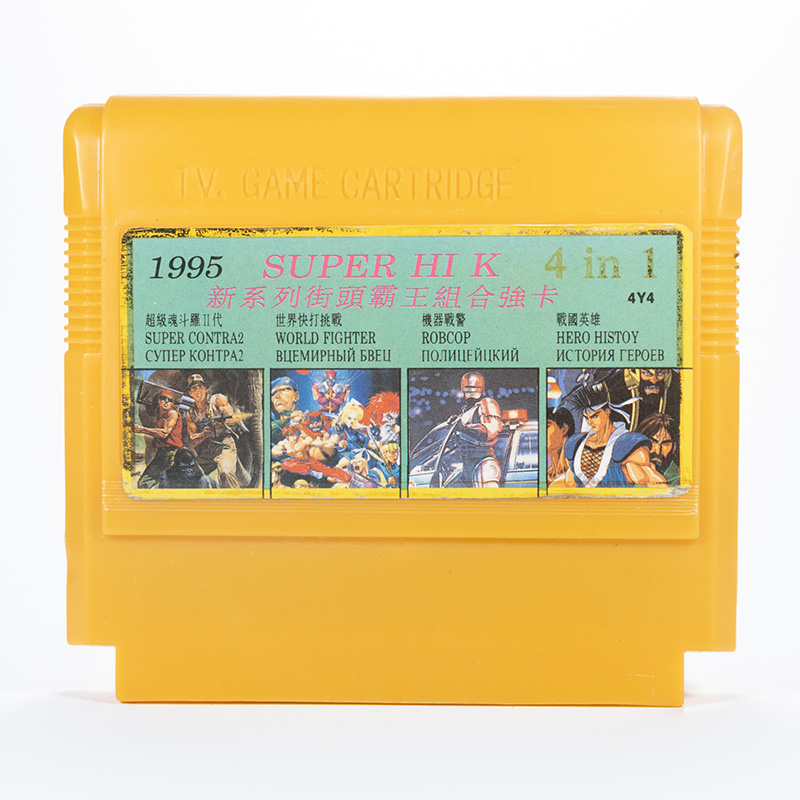 TV. GAME CARTRIDGE
1995 SUPER HI K 4 in 1
新系列街頭霸王組合強卡 4Y4
超級魂斗羅II代 世界快打挑戰 機器戰警 戰國英雄
SUPER CONTRA2 WORLD FIGHTER ROBCOP HERO HISTOY
СУПЕР КОНТРА2 ВЦЕМИРНЫЙ БВЕЦ ПОЛИЦЕЙЦКИЙ ИСТОРИЯ ГЕРОЕВ